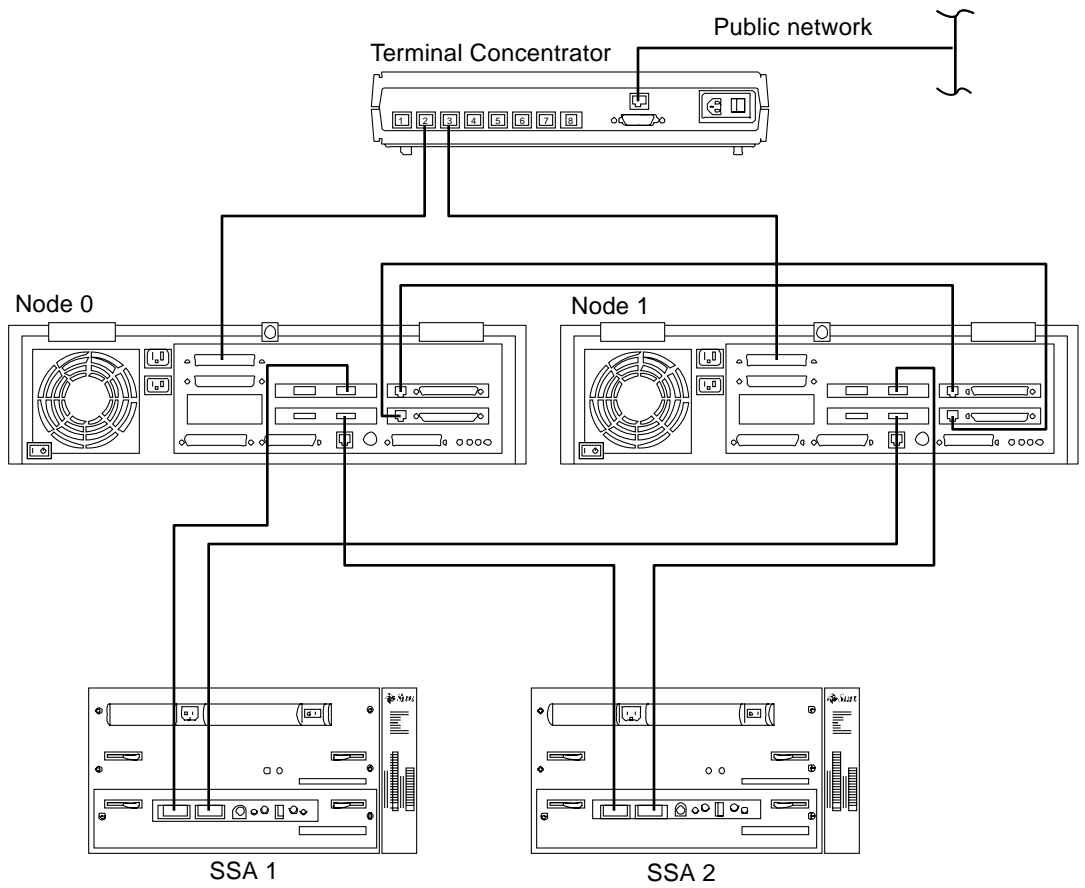 Public network
Terminal Concentrator
1 2 3 4 5 6 7 8
Node 0
Node 1
SSA 1
SSA 2